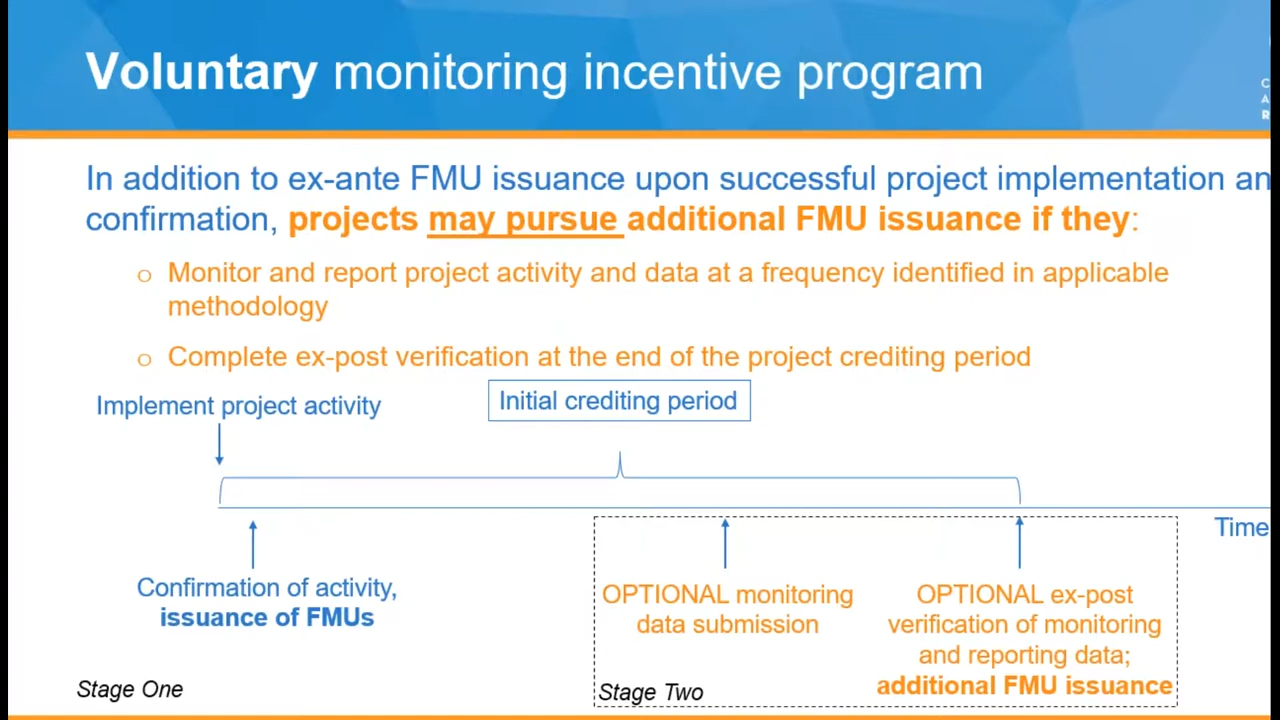 Voluntary monitoring incentive program
C
A
R
In addition to ex-ante FMU issuance upon successful project implementation an
confirmation, projects may pursue additional FMU issuance if they:
o Monitor and report project activity and data at a frequency identified in applicable
methodology
o Complete ex-post verification at the end of the project crediting period
Implement project activity
Initial crediting period
Time
Confirmation of activity,
issuance of FMUs
OPTIONAL monitoring
data submission
OPTIONAL ex-post
verification of monitoring
and reporting data;
additional FMU issuance
Stage One
Stage Two